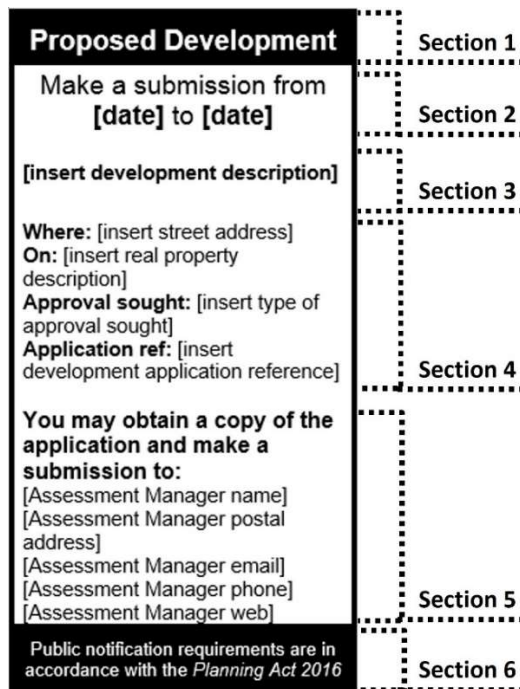 Proposed Development
Make a submission from
[date] to [date]
[insert development description]
Where: [insert street address]
On: [insert real property
description]
Approval sought: [insert type of
approval sought]
Application ref: [insert
development application reference]
You may obtain a copy of the
application and make a
submission to:
[Assessment Manager name]
[Assessment Manager postal
address]
[Assessment Manager email]
[Assessment Manager phone]
[Assessment Manager web]
Public notification requirements are in
accordance with the Planning Act 2016
Section 1
Section 2
Section 3
Section 4
Section 5
Section 6